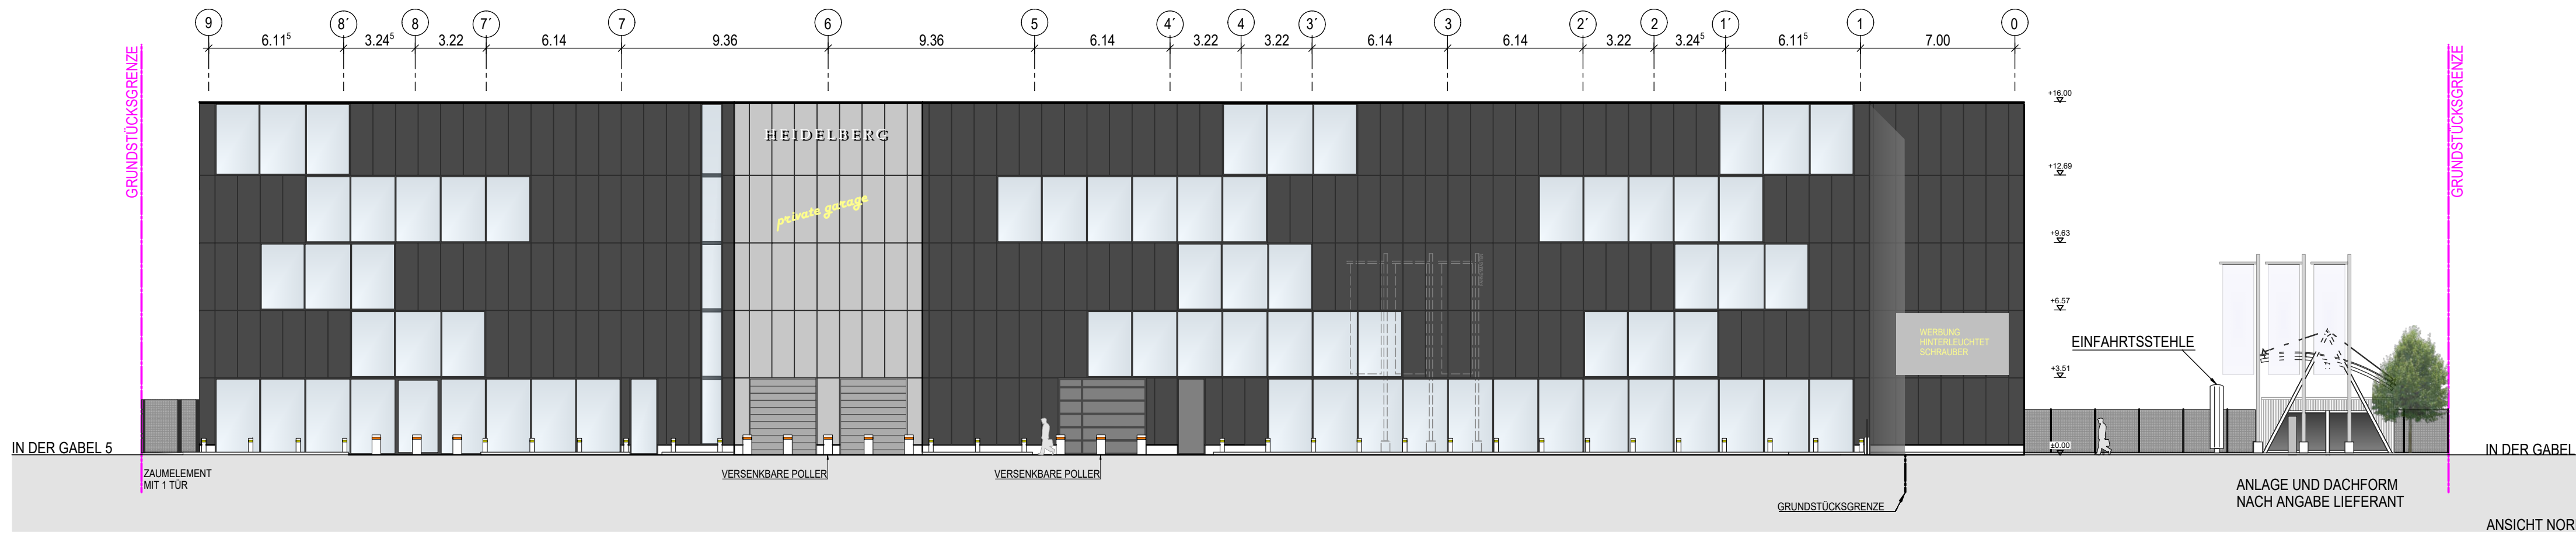 9 8´ 8 7´ 7 6 5 4´ 4 3´ 3 2´ 2 1´ 1 0
6.11⁵ 3.24⁵ 3.22 6.14 9.36 9.36 6.14 3.22 3.22 6.14 6.14 3.22 3.24⁵ 6.11⁵ 7.00
GRUNDSTÜCKSGRENZE
GRUNDSTÜCKSGRENZE
+16.00
HEIDELBERG
+12.69
private garage
+9.63
+6.57
WERBUNG
HINTERLEUCHTET
SCHRAUBER
EINFAHRTSSTEHLE
+3.51
±0.00
IN DER GABEL 5
IN DER GABEL
ZAUMELEMENT
MIT 1 TÜR
VERSENKBARE POLLER
VERSENKBARE POLLER
GRUNDSTÜCKSGRENZE
ANLAGE UND DACHFORM
NACH ANGABE LIEFERANT
ANSICHT NOR